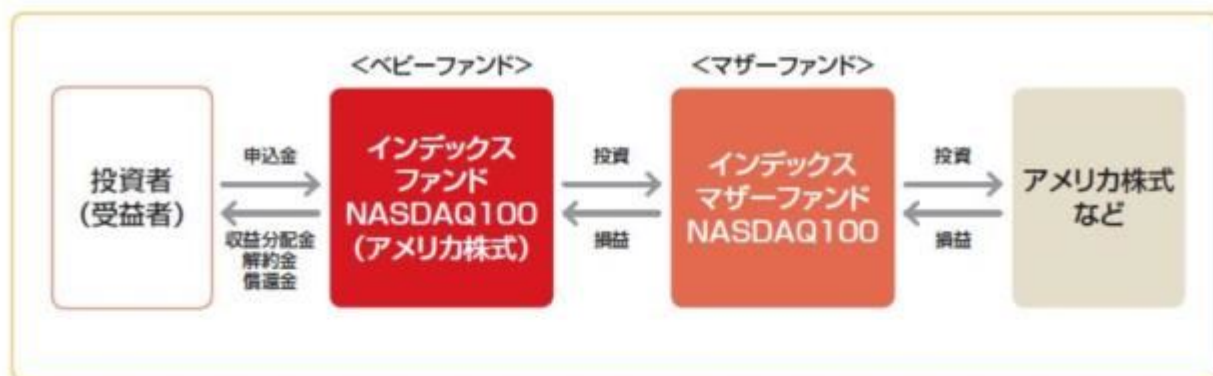 <ベビーファンド>
<マザーファンド>
投資者
(受益者)
申込金
収益分配金
解約金
償還金
インデックス
ファンド
NASDAQ100
(アメリカ株式)
投資
損益
インデックス
マザーファンド
NASDAQ100
投資
損益
アメリカ株式
など